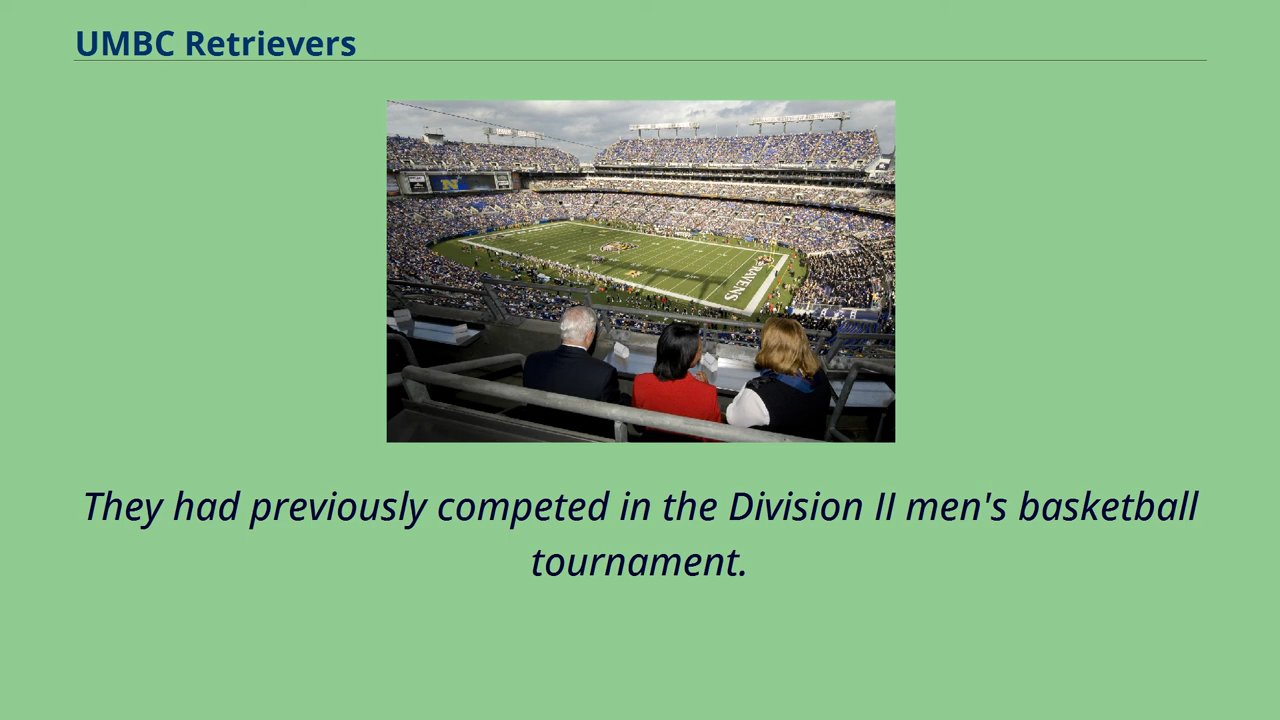 UMBC Retrievers
N
RAVENS
They had previously competed in the Division II men's basketball
tournament.